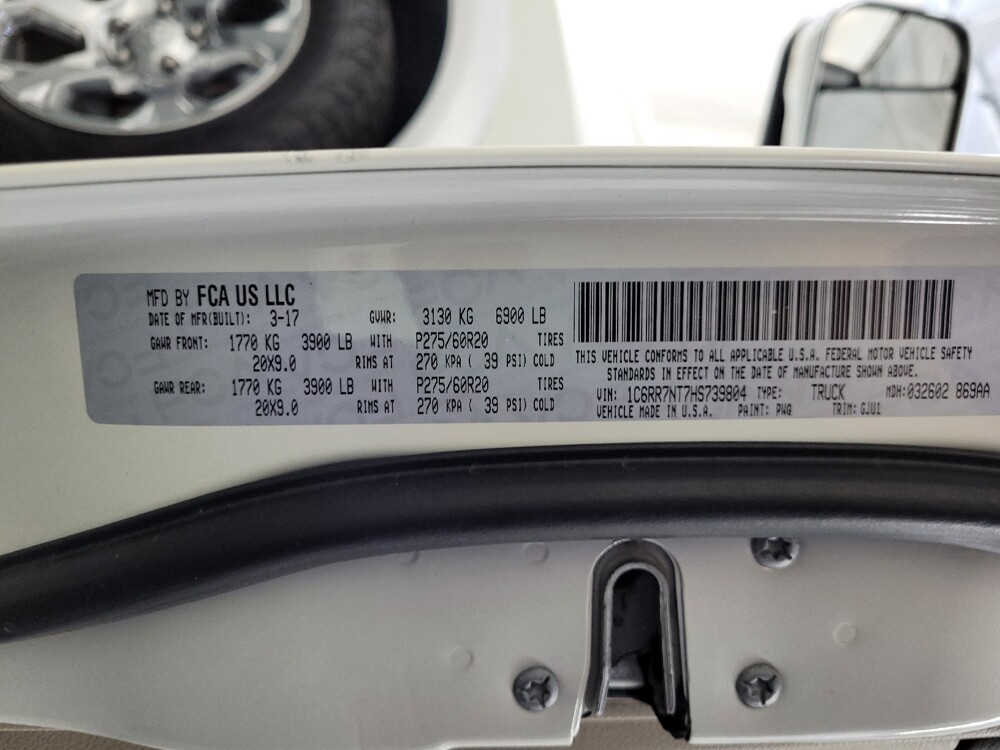 MFD BY FCA US LLC
DATE OF MFR(BUILT): 3-17 GVWR: 3130 KG 6900 LB
GAWR FRONT: 1770 KG 3900 LB WITH P275/60R20 TIRES
20X9.0 RIMS AT 270 KPA ( 39 PSI) COLD
GAWR REAR: 1770 KG 3900 LB WITH P275/60R20 TIRES
20X9.0 RIMS AT 270 KPA ( 39 PSI) COLD
THIS VEHICLE CONFORMS TO ALL APPLICABLE U.S.A. FEDERAL MOTOR VEHICLE SAFETY
STANDARDS IN EFFECT ON THE DATE OF MANUFACTURE SHOWN ABOVE.
VIN: 1C6RR7NT7HS739804 TYPE: TRUCK MDH:032602 869AA
VEHICLE MADE IN U.S.A. PAINT: PWG TRIM: GJU1